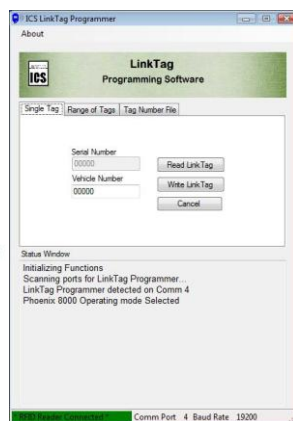 ICS LinkTag Programmer
About
ICS
LinkTag
Programming Software
Single Tag
Range of Tags
Tag Number File
Serial Number
00000
Read LinkTag
Vehicle Number
00000
Write LinkTag
Cancel
Status Window
Initializing Functions
Scanning ports for LinkTag Programmer...
LinkTag Programmer detected on Comm 4
Phoenix 8000 Operating mode Selected
* RFID Reader Connected *
Comm Port 4 Baud Rate 19200